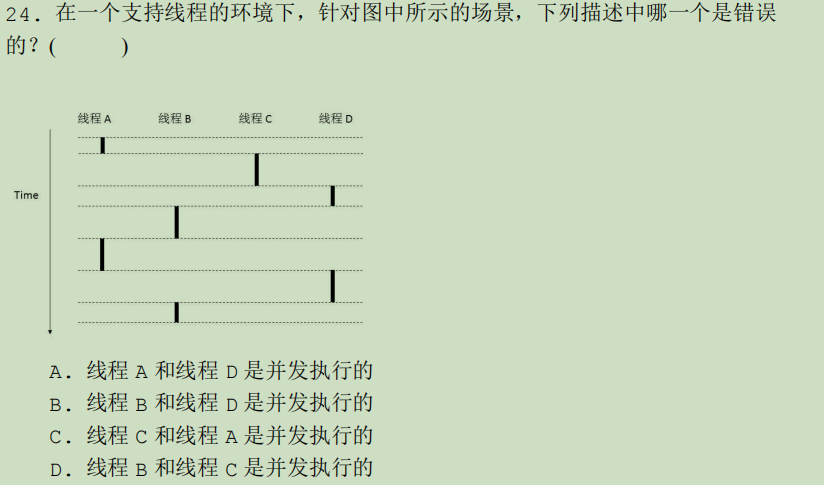 24. 在一个支持线程的环境下，针对图中所示的场景，下列描述中哪一个是错误
的？(      )
线程 A 线程 B 线程 C 线程 D
Time
A. 线程 A 和线程 D 是并发执行的
B. 线程 B 和线程 D 是并发执行的
C. 线程 C 和线程 A 是并发执行的
D. 线程 B 和线程 C 是并发执行的